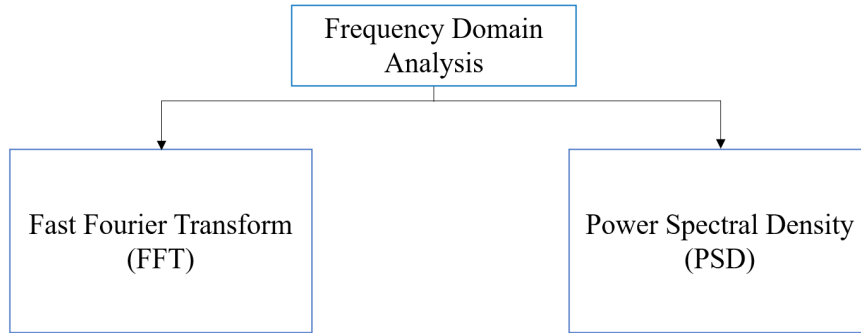 Frequency Domain
Analysis
Fast Fourier Transform
(FFT)
Power Spectral Density
(PSD)